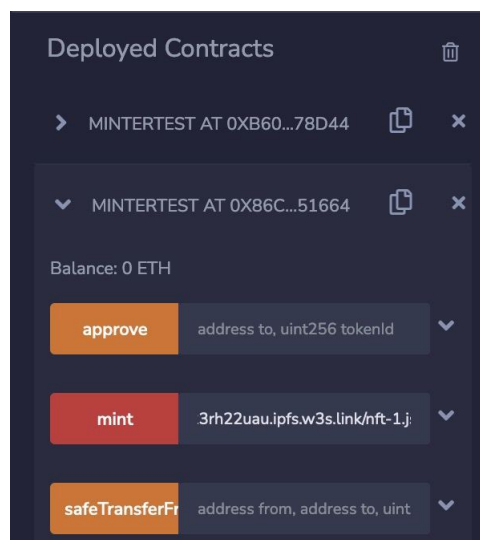 Deployed Contracts
MINTERTEST AT 0XB60...78D44
MINTERTEST AT 0X86C...51664
Balance: 0 ETH
approve address to, uint256 tokenId
mint .3rh22uau.ipfs.w3s.link/nft-1.j
safeTransferFr address from, address to, uint